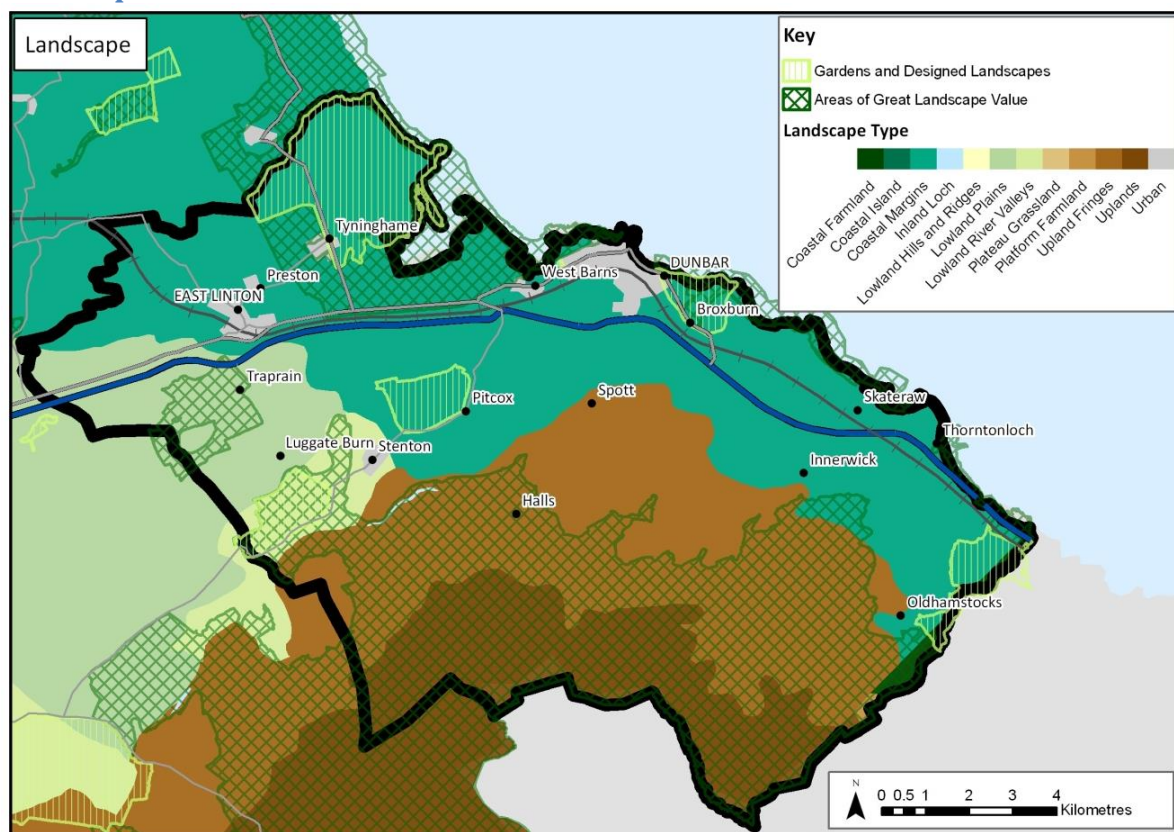 Landscape
Key
Gardens and Designed Landscapes
Areas of Great Landscape Value
Landscape Type
Coastal Farmland
Coastal Island
Coastal Margins
Inland Loch
Lowland Hills and Ridges
Lowland Plains
Lowland River Valleys
Plateau Grassland
Platform Farmland
Upland Fringes
Uplands
Urban
Tyninghame
Preston
EAST LINTON
West Barns
DUNBAR
Broxburn
Traprain
Pitcox
Spott
Skateraw
Thorntonloch
Luggate Burn
Stenton
Innerwick
Halls
Oldhamstocks
N
0 0.5 1 2 3 4
Kilometres